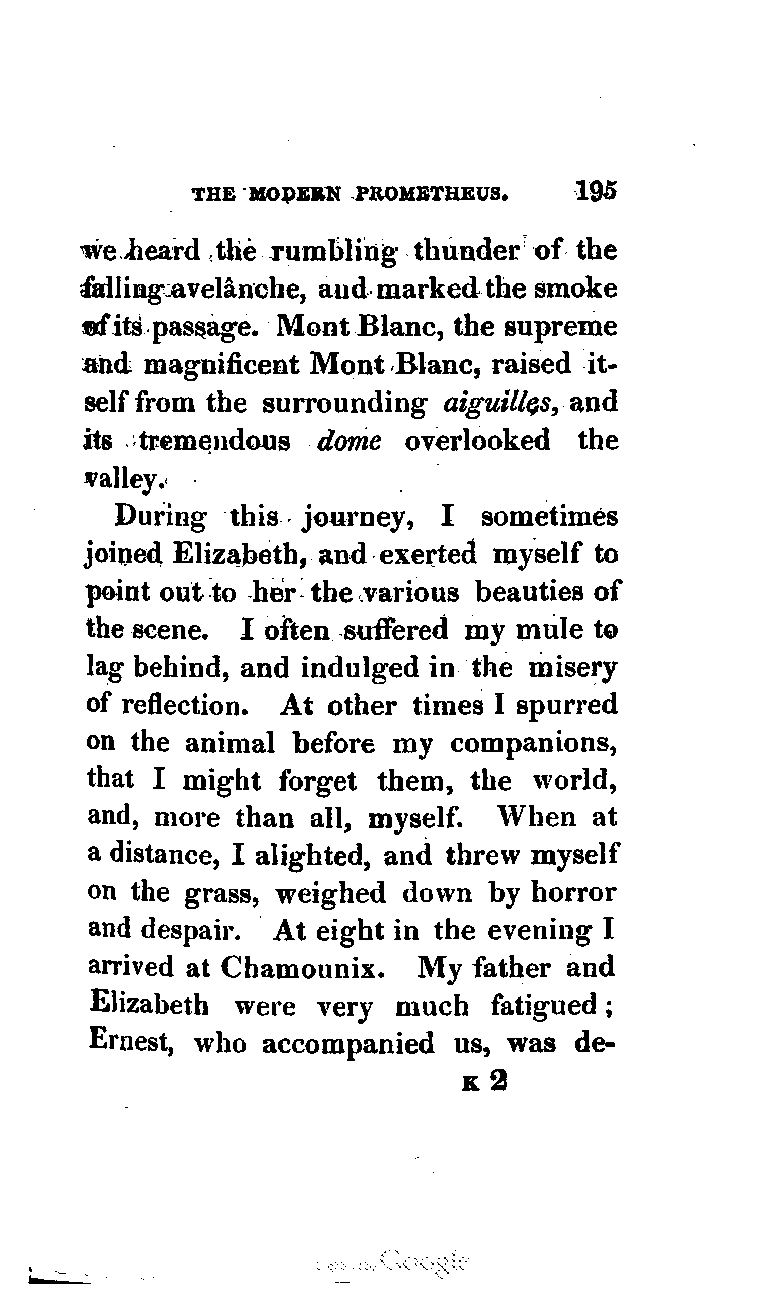 THE MODERN PROMETHEUS. 195
we heard the rumbling thunder of the
falling avelânche, and marked the smoke
of its passage. Mont Blanc, the supreme
and magnificent Mont Blanc, raised it-
self from the surrounding aiguilles, and
its tremendous dome overlooked the
valley.
During this journey, I sometimes
joined Elizabeth, and exerted myself to
point out to her the various beauties of
the scene. I often suffered my mule to
lag behind, and indulged in the misery
of reflection. At other times I spurred
on the animal before my companions,
that I might forget them, the world,
and, more than all, myself. When at
a distance, I alighted, and threw myself
on the grass, weighed down by horror
and despair. At eight in the evening I
arrived at Chamounix. My father and
Elizabeth were very much fatigued;
Ernest, who accompanied us, was de-
K 2
Google